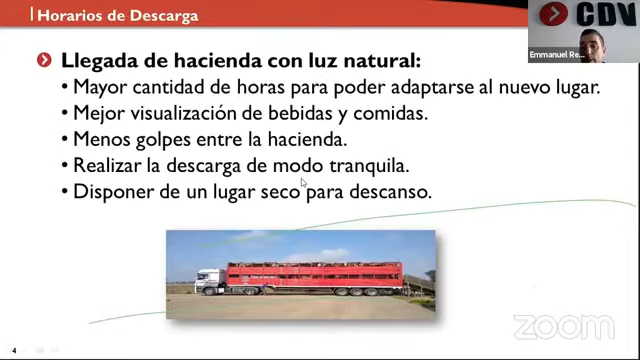 Horarios de Descarga
CDV
Emmanuel Re...
Llegada de hacienda con luz natural:
• Mayor cantidad de horas para poder adaptarse al nuevo lugar.
• Mejor visualización de bebidas y comidas.
• Menos golpes entre la hacienda.
• Realizar la descarga de modo tranquila.
• Disponer de un lugar seco para descanso.
4
zoom